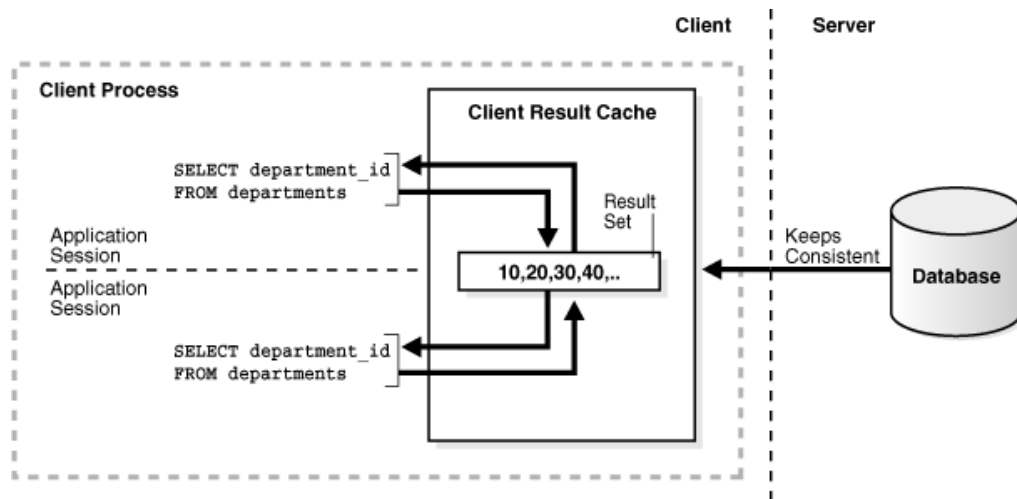 Client
Server
Client Process
Client Result Cache
SELECT department_id
FROM departments
Result
Set
Application
Session
Keeps
Consistent
10,20,30,40,..
Database
Application
Session
SELECT department_id
FROM departments